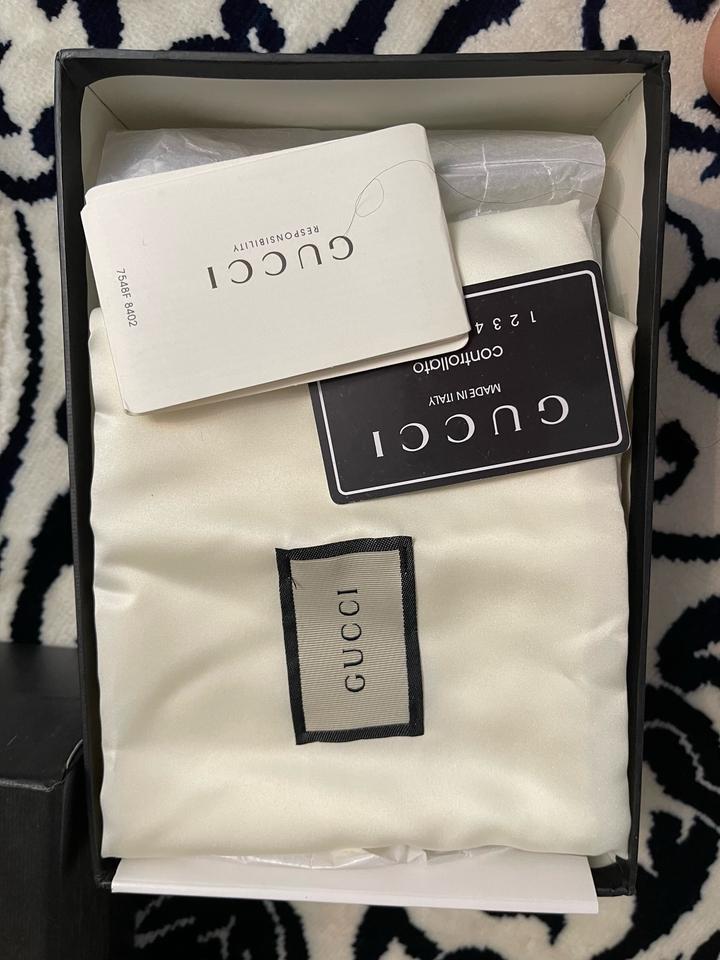 GUCCI
RESPONSIBILITY
7548F 8402
GUCCI
MADE IN ITALY
controllato
1 2 3 4
GUCCI